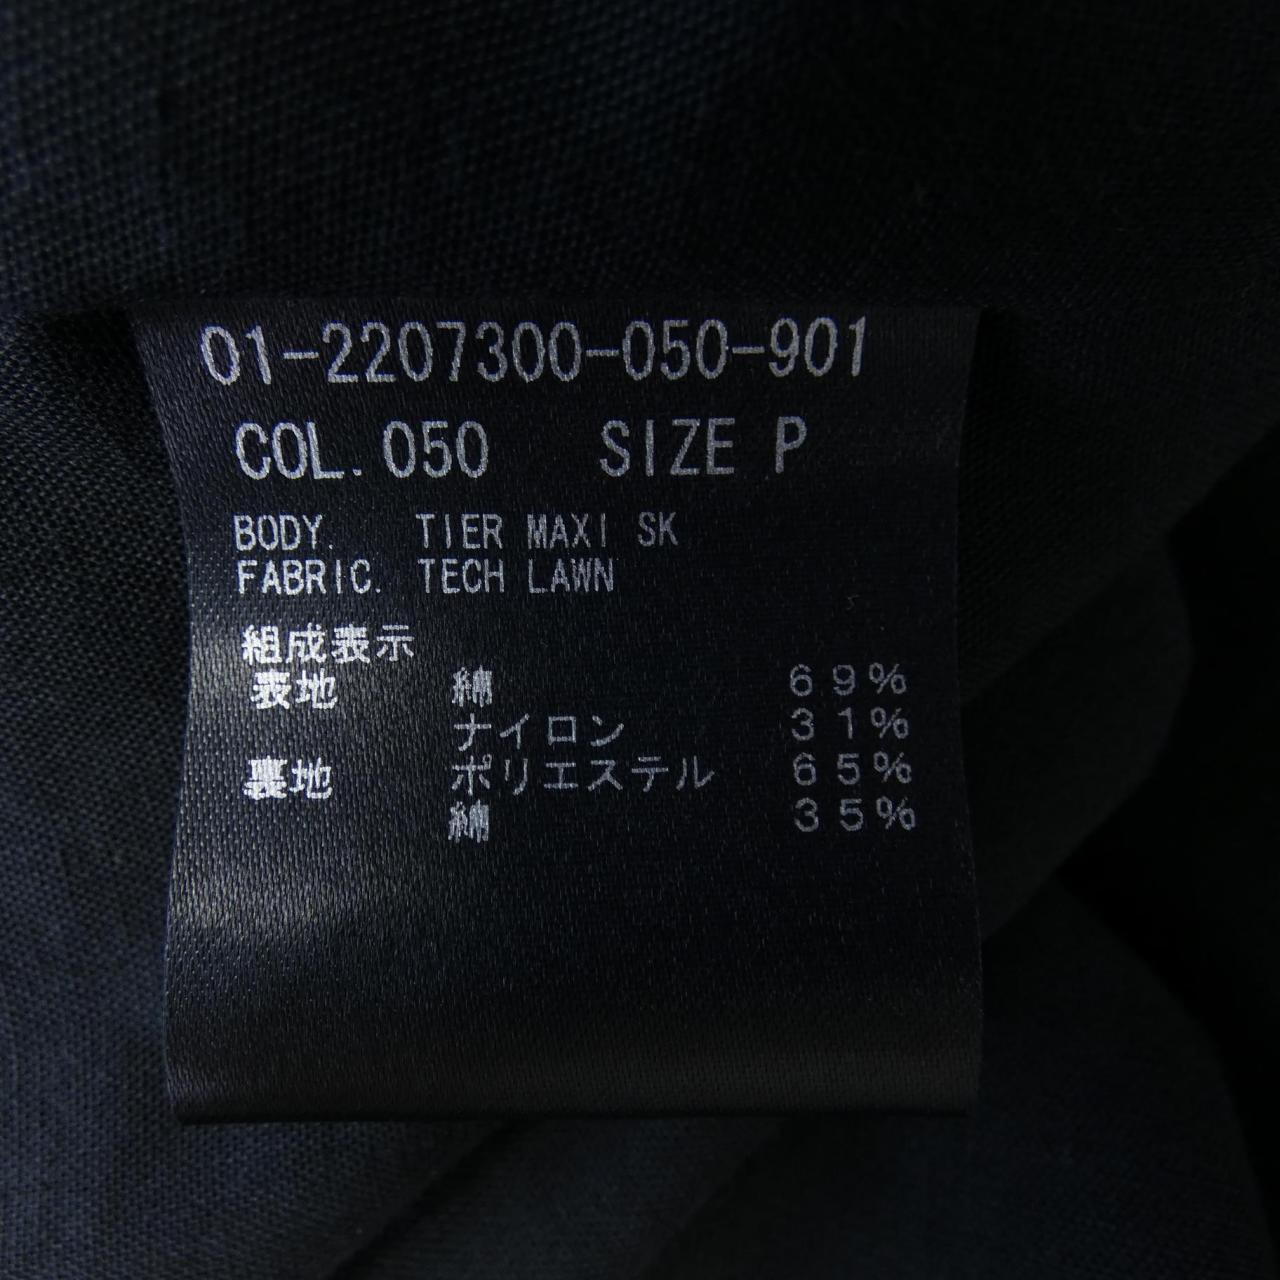 01-2207300-050-901
COL.050 SIZE P
BODY. TIER MAXI SK
FABRIC. TECH LAWN
組成表示
表地 綿 69%
ナイロン 31%
裏地 ポリエステル 65%
綿 35%